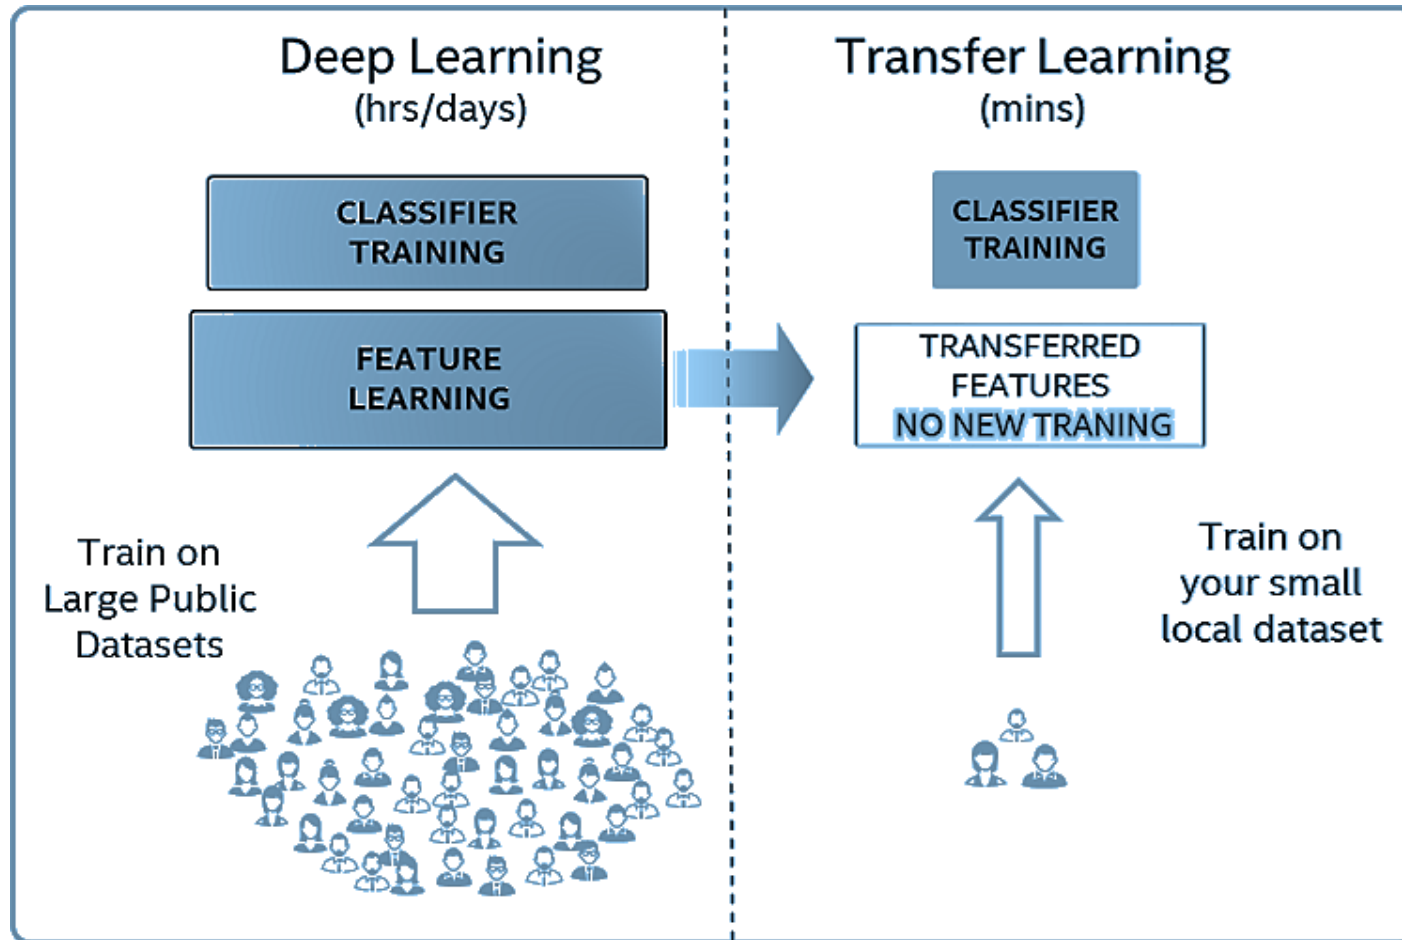 Deep Learning
(hrs/days)
CLASSIFIER
TRAINING
FEATURE
LEARNING
Train on
Large Public
Datasets
Transfer Learning
(mins)
CLASSIFIER
TRAINING
TRANSFERRED
FEATURES
NO NEW TRANING
Train on
your small
local dataset